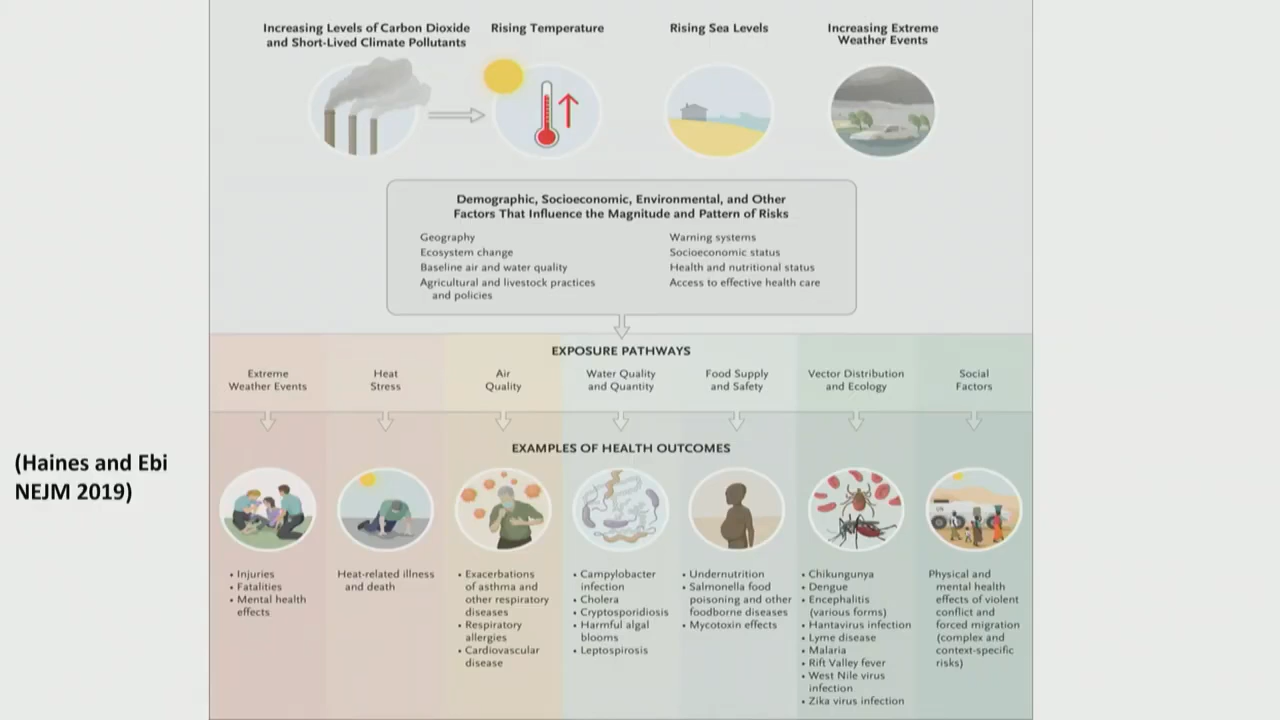 Increasing Levels of Carbon Dioxide
and Short-Lived Climate Pollutants
Rising Temperature
Rising Sea Levels
Increasing Extreme
Weather Events
Demographic, Socioeconomic, Environmental, and Other
Factors That Influence the Magnitude and Pattern of Risks
Geography
Ecosystem change
Baseline air and water quality
Agricultural and livestock practices
and policies
Warning systems
Socioeconomic status
Health and nutritional status
Access to effective health care
EXPOSURE PATHWAYS
Extreme
Weather Events
Heat
Stress
Air
Quality
Water Quality
and Quantity
Food Supply
and Safety
Vector Distribution
and Ecology
Social
Factors
EXAMPLES OF HEALTH OUTCOMES
(Haines and Ebi
NEJM 2019)
• Injuries
• Fatalities
• Mental health
effects
Heat-related illness
and death
• Exacerbations
of asthma and
other respiratory
diseases
• Respiratory
allergies
• Cardiovascular
disease
• Campylobacter
infection
• Cholera
• Cryptosporidiosis
• Harmful algal
blooms
• Leptospirosis
• Undernutrition
• Salmonella food
poisoning and other
foodborne diseases
• Mycotoxin effects
• Chikungunya
• Dengue
• Encephalitis
(various forms)
• Hantavirus infection
• Lyme disease
• Malaria
• Rift Valley fever
• West Nile virus
infection
• Zika virus infection
Physical and
mental health
effects of violent
conflict and
forced migration
(complex and
context-specific
risks)